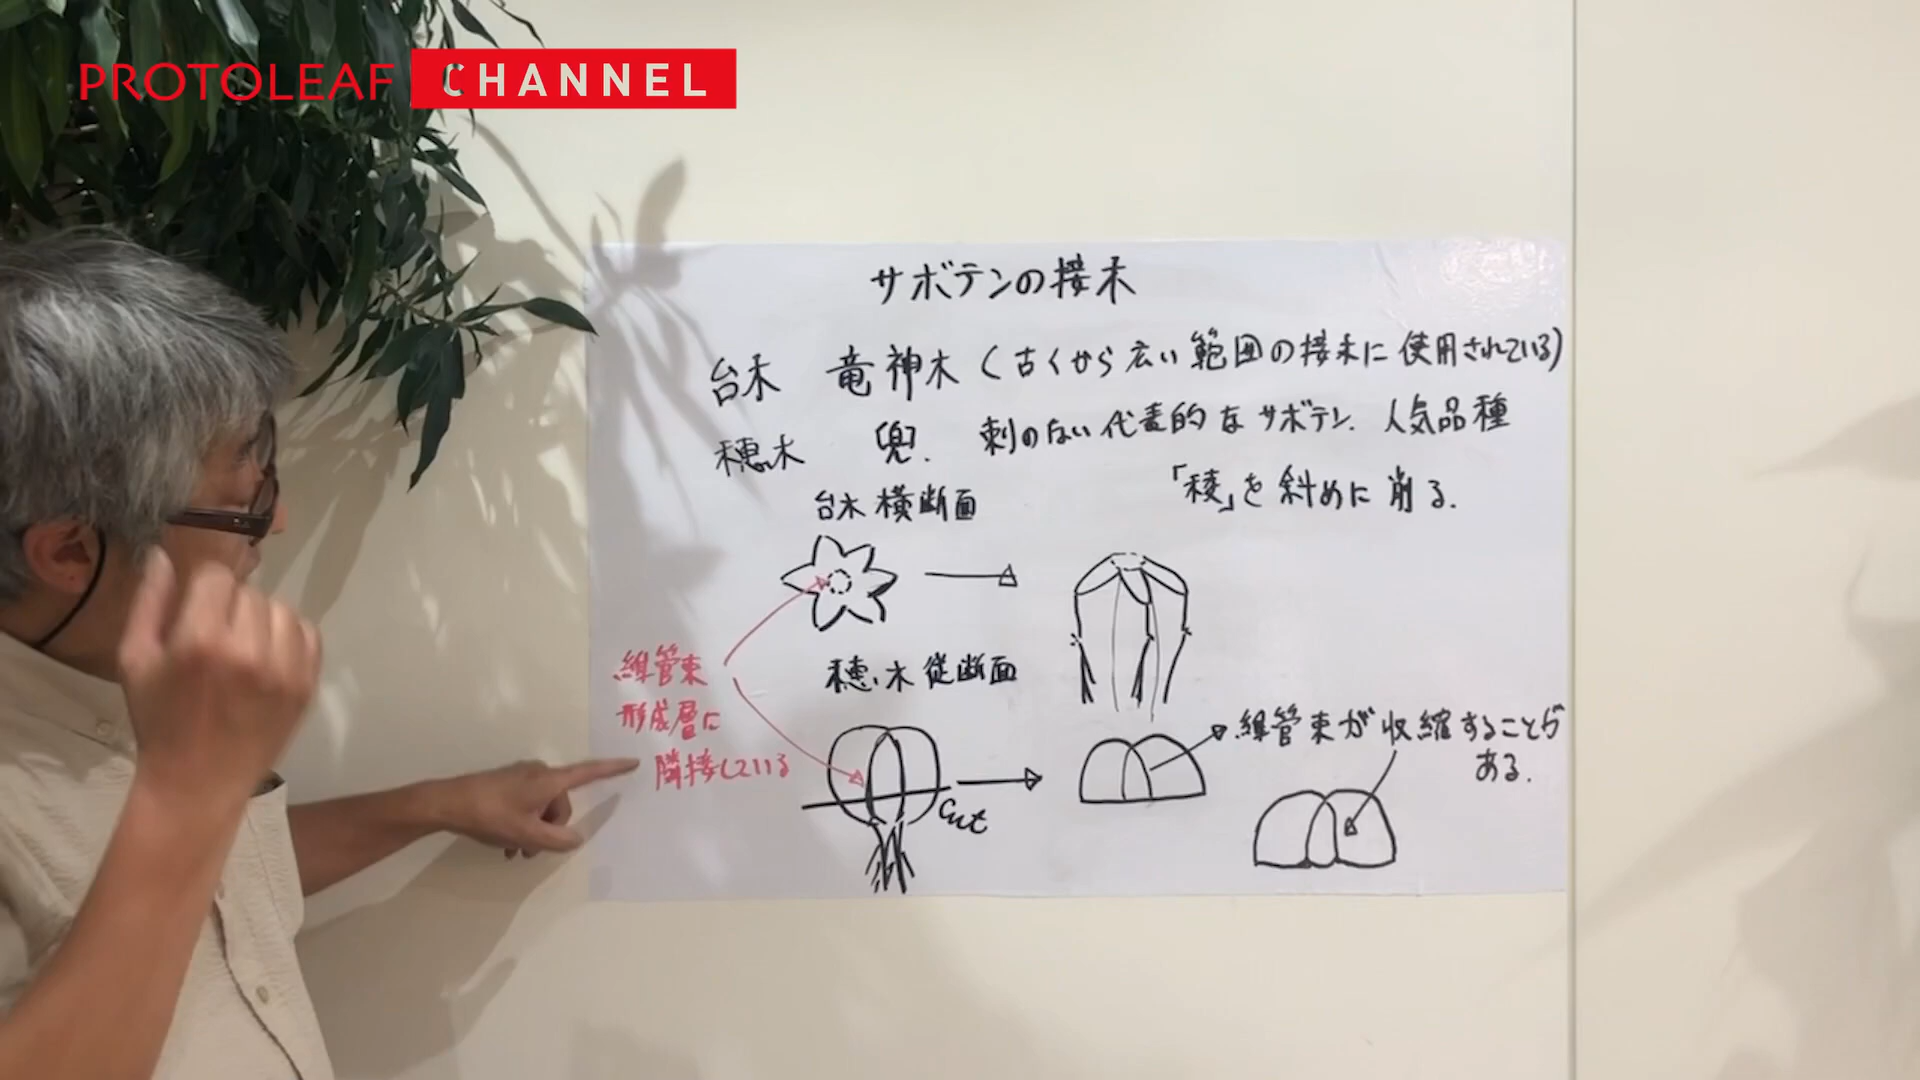 PROTOLEAF CHANNEL
サボテンの接木
台木 竜神木(古くから広い範囲の接木に使用されている)
穂木 兜. 刺のない代表的なサボテン. 人気品種
「稜」を斜めに削る.
台木横断面
維管束
形成層に
隣接している
穂木従断面
cut
維管束が収縮することが
ある.